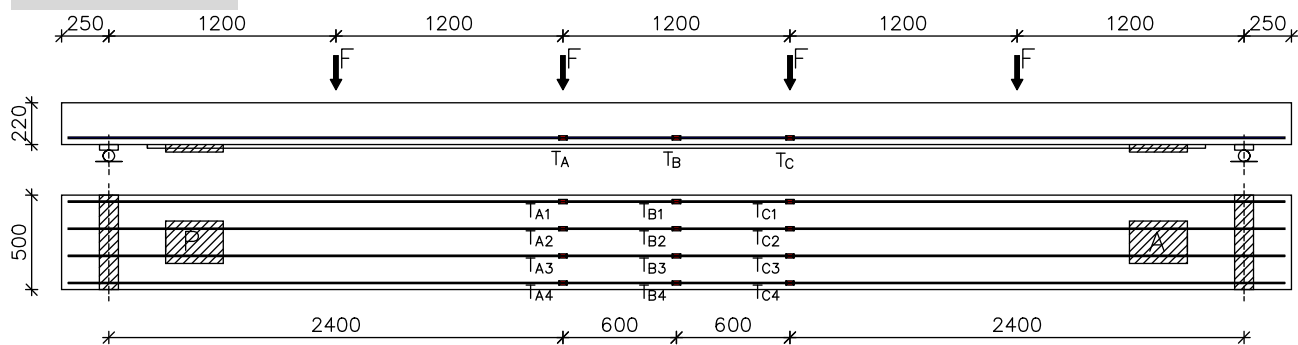 250 1200 1200 1200 1200 1200 250
F F F F
220
TA TB TC
TA1 TB1 TC1
P TA2 TB2 TC2 A
500
TA3 TB3 TC3
TA4 TB4 TC4
2400 600 600 2400